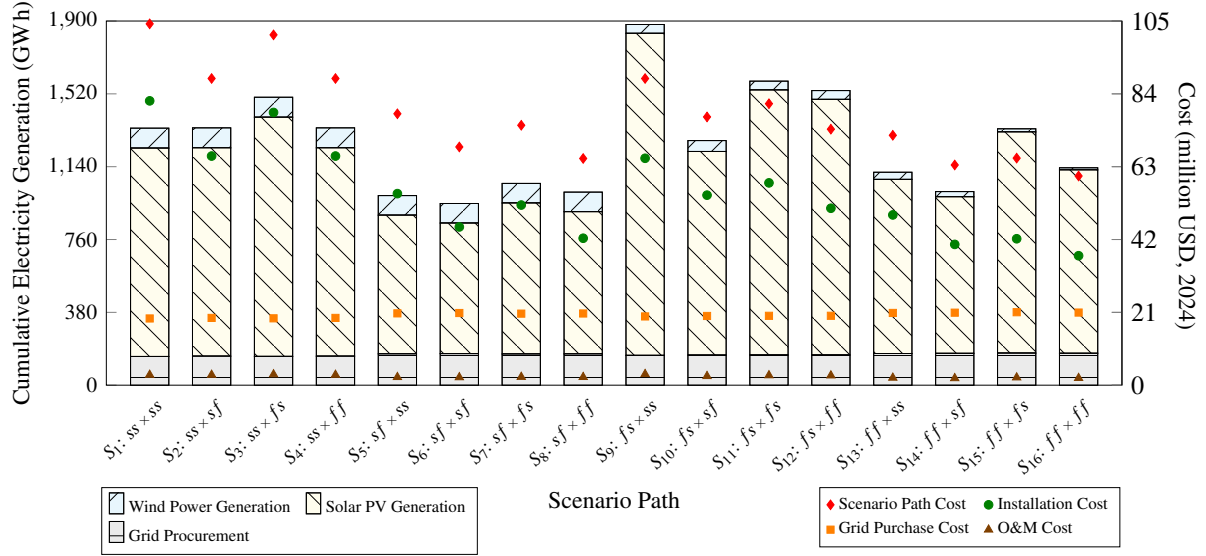 Cumulative Electricity Generation (GWh)
1,900
1,520
1,140
760
380
0
105
84
63
42
21
0
Cost (million USD, 2024)
S1: ss × ss
S2: ss × sf
S3: ss × fs
S4: ss × ff
S5: sf × ss
S6: sf × sf
S7: sf × fs
S8: sf × ff
S9: fs × ss
S10: fs × sf
S11: fs × fs
S12: fs × ff
S13: ff × ss
S14: ff × sf
S15: ff × fs
S16: ff × ff
Scenario Path
Wind Power Generation Solar PV Generation
Grid Procurement
Scenario Path Cost Installation Cost
Grid Purchase Cost O&M Cost